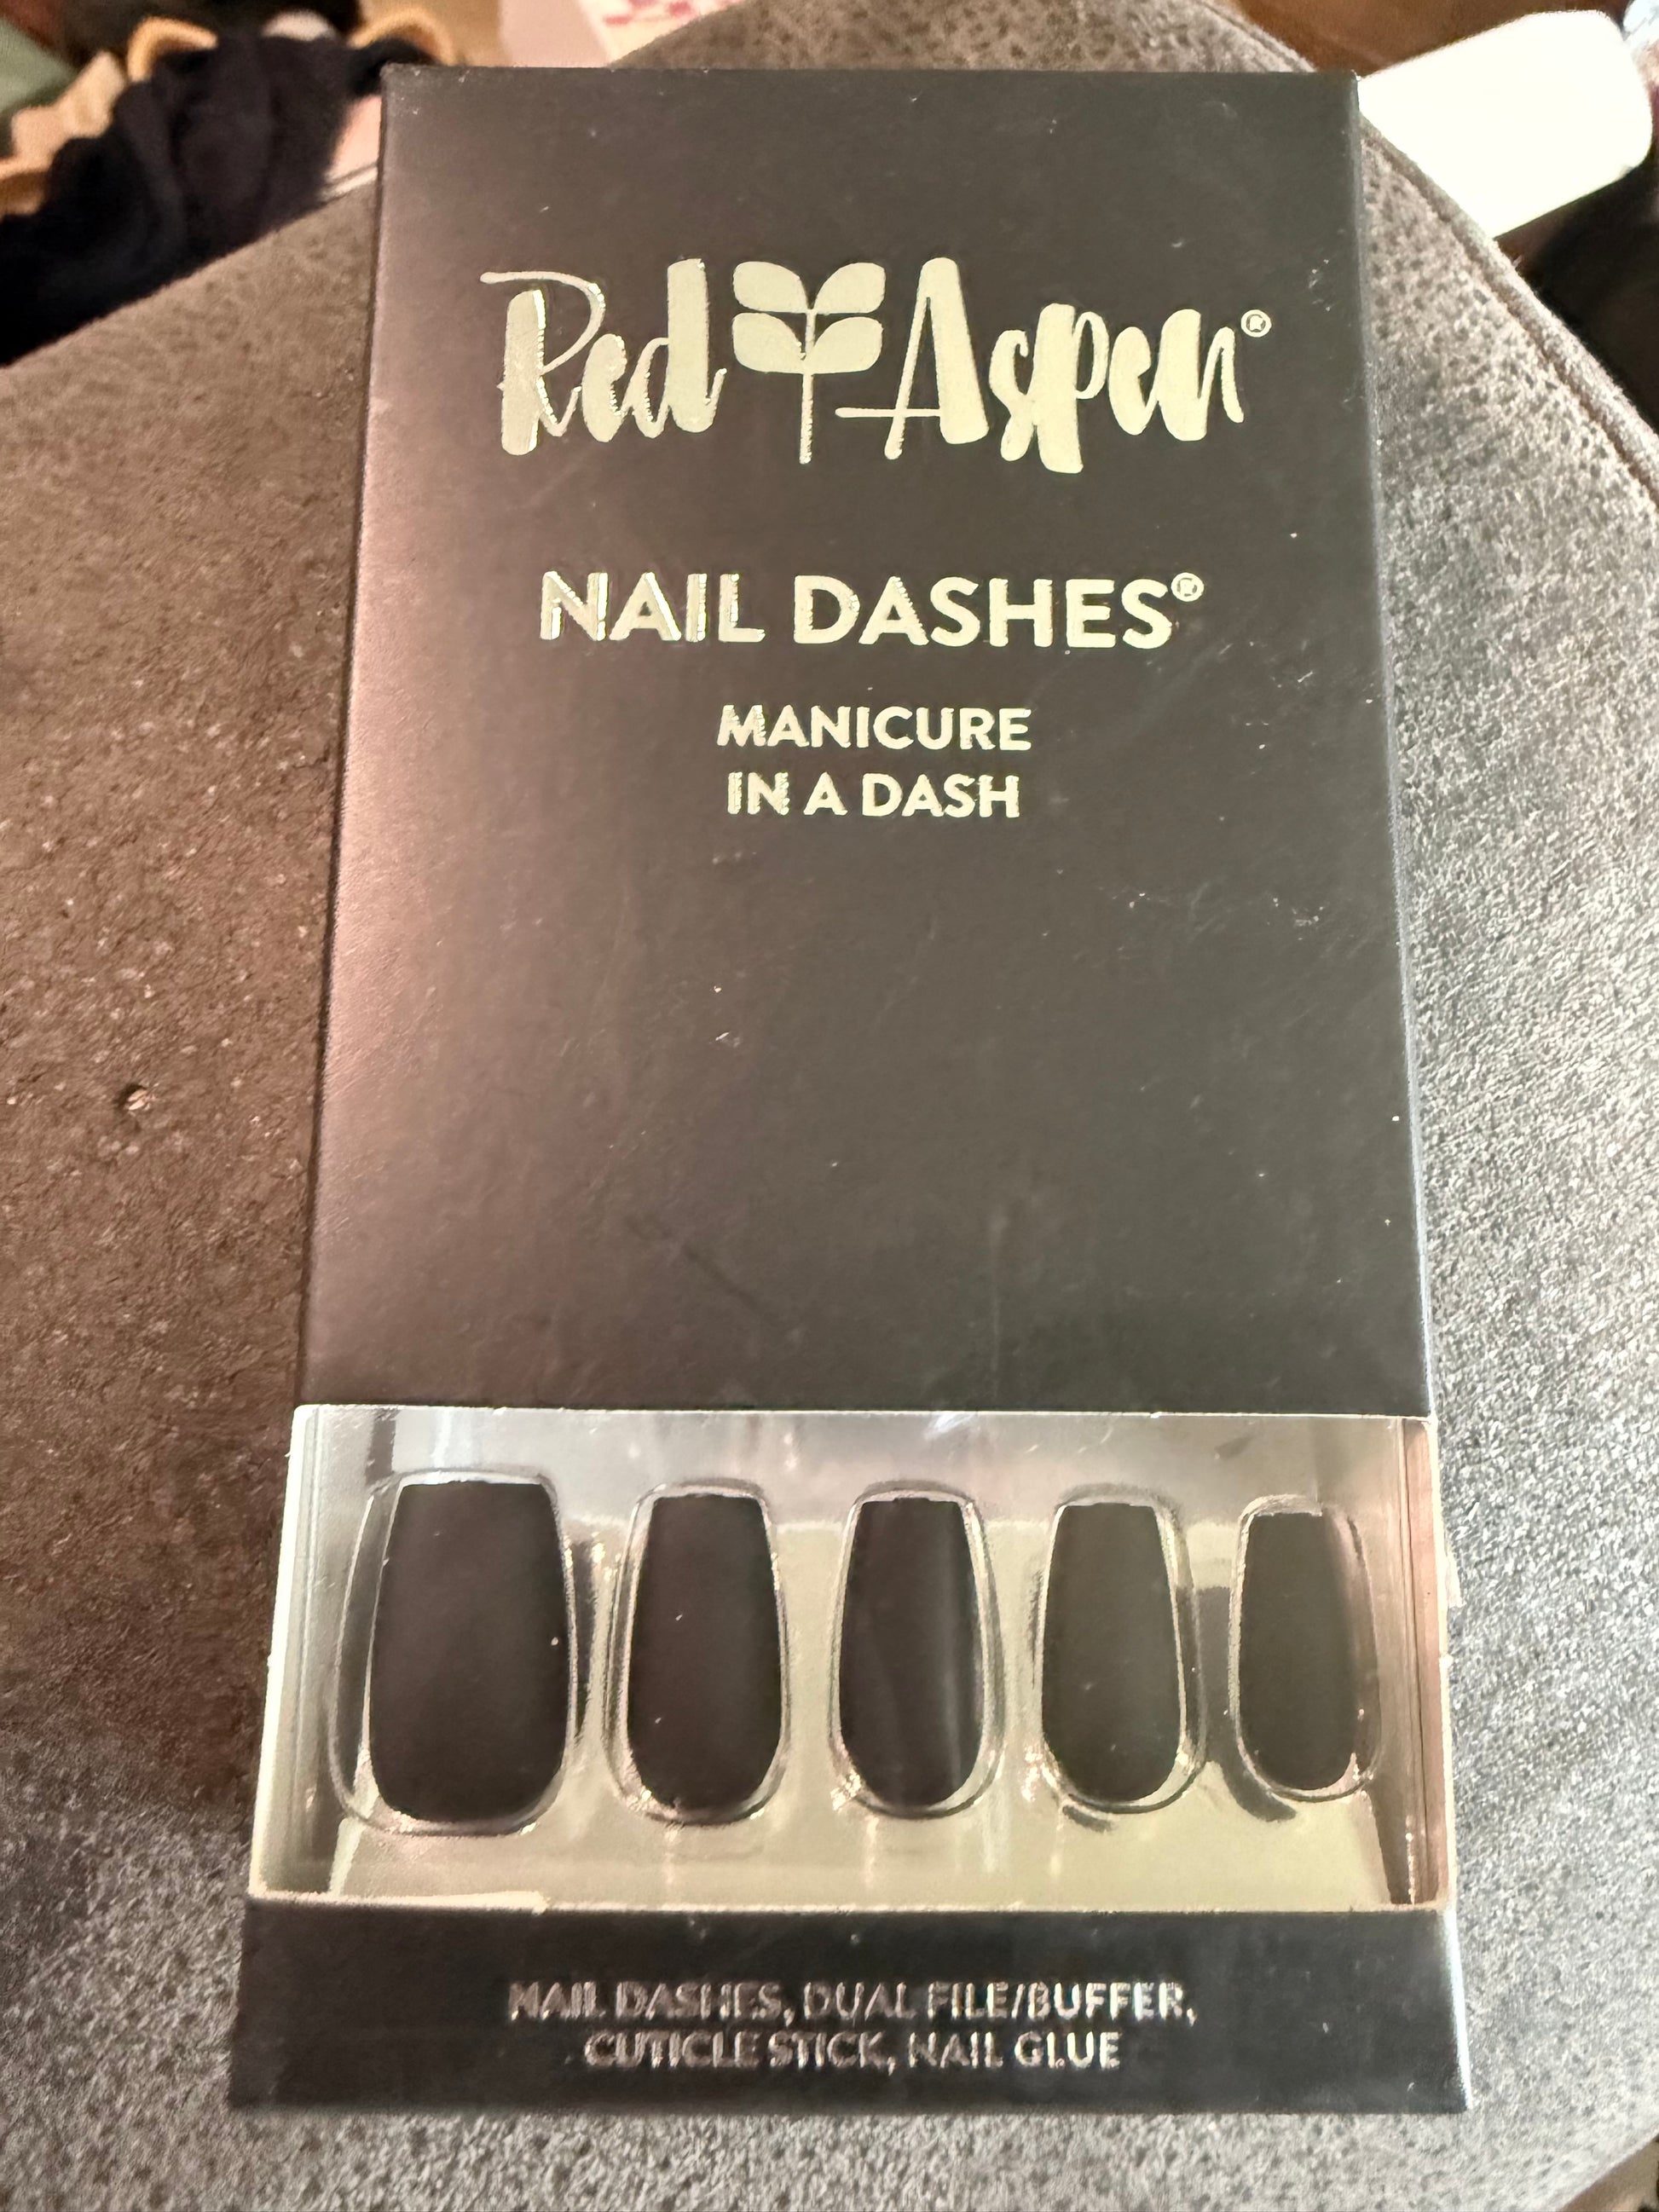 Red Aspen®
NAIL DASHES®
MANICURE
IN A DASH
NAIL DASHES, DUAL FILE/BUFFER,
CUTICLE STICK, NAIL GLUE